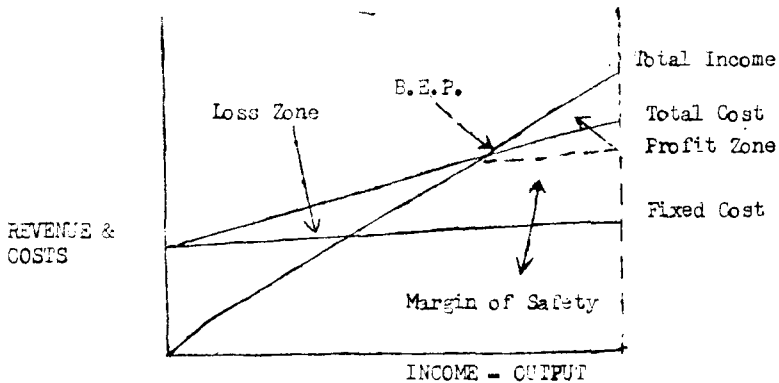 Total Income
B.E.P.
Loss Zone
Total Cost
Profit Zone
Fixed Cost
REVENUE &
COSTS
Margin of Safety
INCOME - OUTPUT